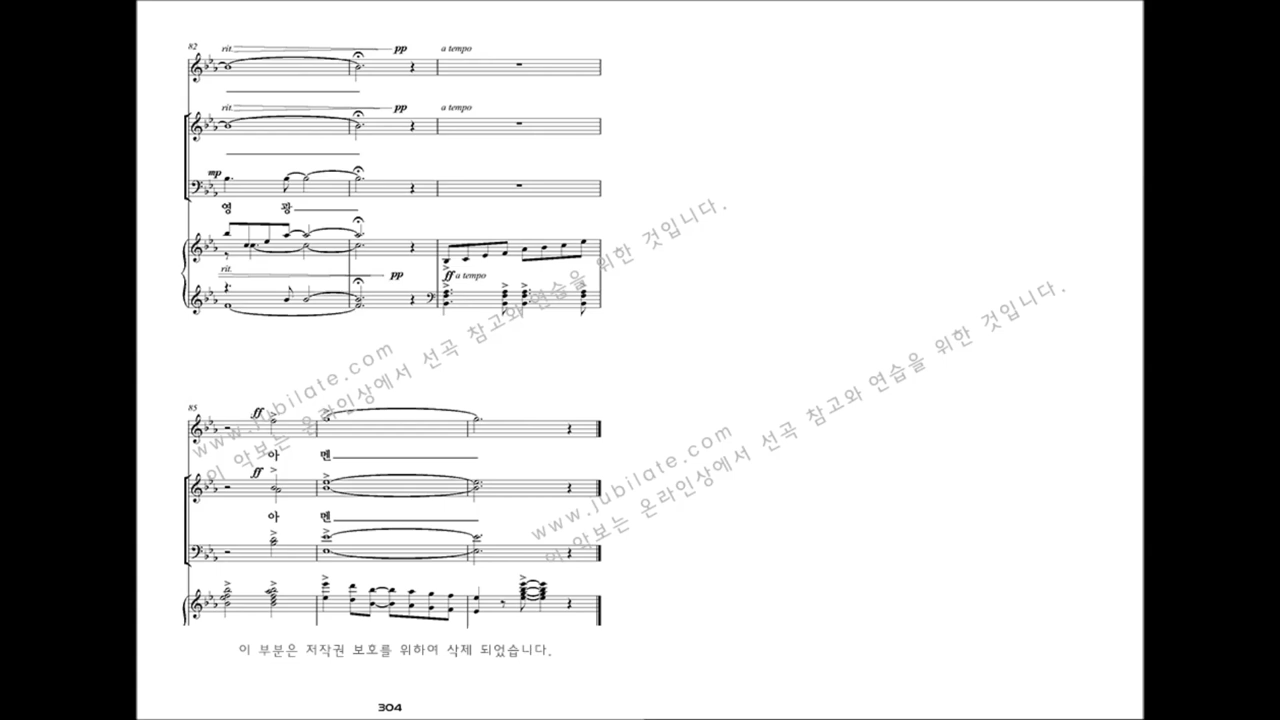 82
rit. pp a tempo
rit. pp a tempo
mp
영 광
rit. pp ff a tempo
85
ff
아 멘
ff
아 멘
www.jubilate.com
이 악보는 온라인상에서 선곡 참고와 연습을 위한 것입니다.
www.jubilate.com
이 악보는 온라인상에서 선곡 참고와 연습을 위한 것입니다.
이 부분은 저작권 보호를 위하여 삭제 되었습니다.
304